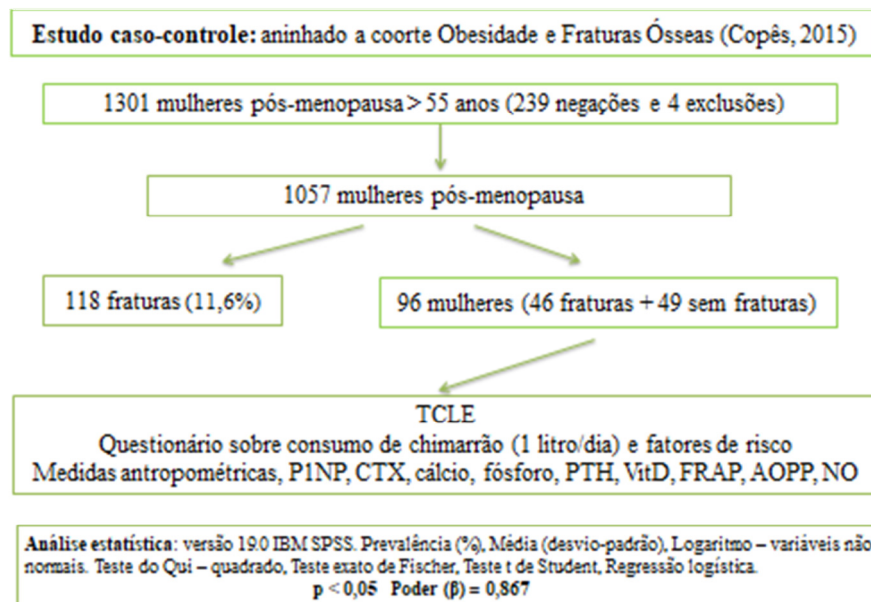 Estudo caso-controle: aninhado a coorte Obesidade e Fraturas Ósseas (Copês, 2015)
1301 mulheres pós-menopausa > 55 anos (239 negações e 4 exclusões)
1057 mulheres pós-menopausa
118 fraturas (11,6%)
96 mulheres (46 fraturas + 49 sem fraturas)
TCLE
Questionário sobre consumo de chimarrão (1 litro/dia) e fatores de risco
Medidas antropométricas, P1NP, CTX, cálcio, fósforo, PTH, VitD, FRAP, AOPP, NO
Análise estatística: versão 19.0 IBM SPSS. Prevalência (%), Média (desvio-padrão), Logaritmo – variáveis não
normais. Teste do Qui – quadrado, Teste exato de Fischer, Teste t de Student, Regressão logística.
p < 0,05 Poder (β) = 0,867